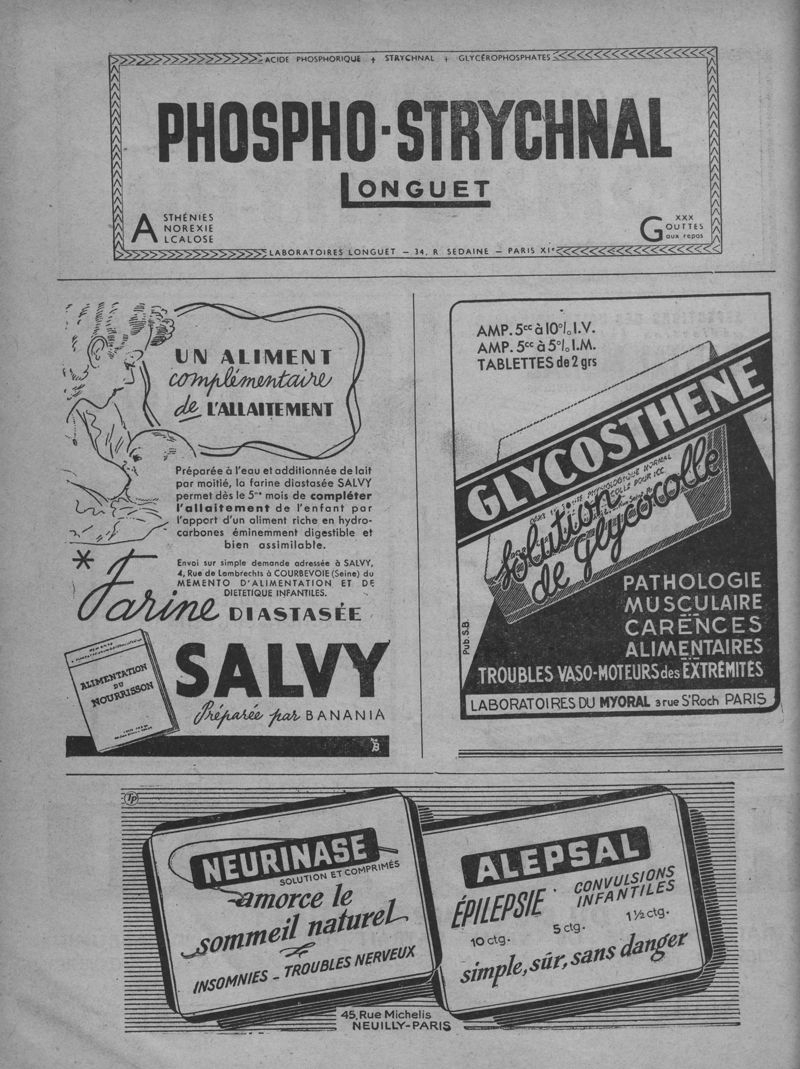 ACIDE PHOSPHORIQUE + STRYCHNAL + GLYCÉROPHOSPHATES
PHOSPHO-STRYCHNAL
LONGUET
ASTHÉNIES
NOREXIE
LCALOSE
XXX
GOUTTES
aux repas
LABORATOIRES LONGUET – 34, R SEDAINE – PARIS XIe
UN ALIMENT
complémentaire
de L'ALLAITEMENT
Préparée à l'eau et additionnée de lait
par moitié, la farine diastasée SALVY
permet dès le 5me mois de compléter
l'allaitement de l'enfant par
l'apport d'un aliment riche en hydro-
carbones éminemment digestible et
bien assimilable.
* Envoi sur simple demande adressée à SALVY,
4, Rue de Lambrechts à COURBEVOIE (Seine) du
MEMENTO D'ALIMENTATION ET DE
DIETETIQUE INFANTILES.
Farine DIASTASÉE
ALIMENTATION
DU
NOURRISSON
SALVY
Préparée par BANANIA
AMP. 5cc à 10% I.V.
AMP. 5cc à 5% I.M.
TABLETTES de 2 grs
GLYCOSTHENE
Solution
de Glycocolle
PATHOLOGIE
MUSCULAIRE
CARENCES
ALIMENTAIRES
TROUBLES VASO-MOTEURS des EXTRÉMITÉS
Pub. S.B.
LABORATOIRES DU MYORAL 3 rue St Roch PARIS
NEURINASE
SOLUTION ET COMPRIMÉS
amorce le
sommeil naturel
INSOMNIES - TROUBLES NERVEUX
ALEPSAL
ÉPILEPSIE
CONVULSIONS
INFANTILES
10 ctg. 5 ctg. 1 ½ ctg.
simple, sûr, sans danger
45, Rue Michelis
NEUILLY-PARIS